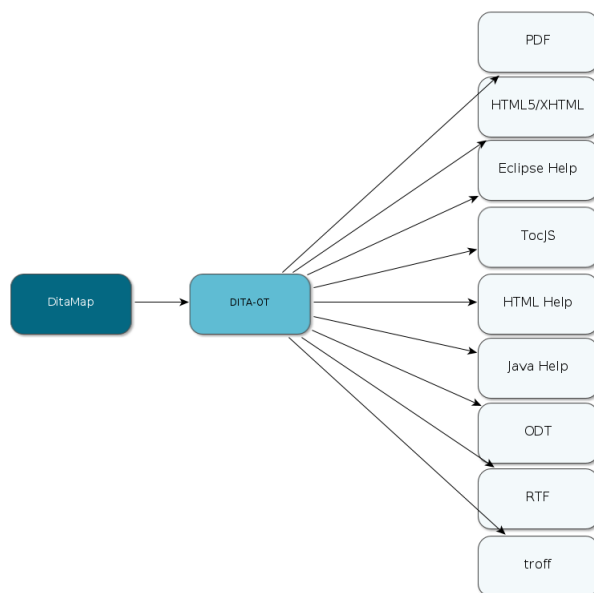 PDF
HTML5/XHTML
Eclipse Help
TocJS
DitaMap
DITA-OT
HTML Help
Java Help
ODT
RTF
troff